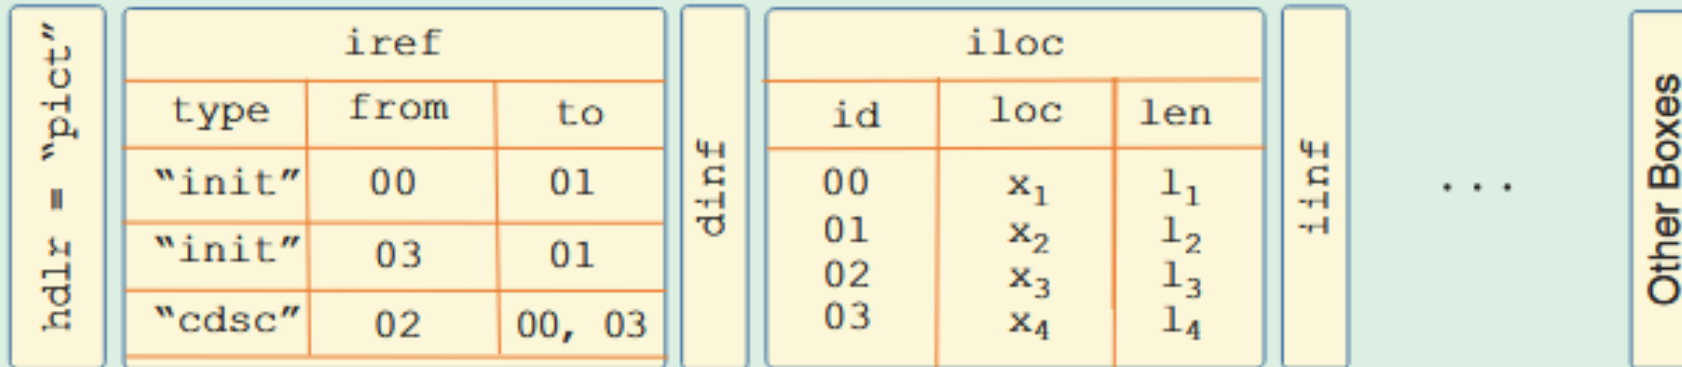 hdlr = “pict”
iref
type from to
“init” 00 01
“init” 03 01
“cdsc” 02 00, 03
dinf
iloc
id loc len
00 x₁ l₁
01 x₂ l₂
02 x₃ l₃
03 x₄ l₄
iinf
...
Other Boxes